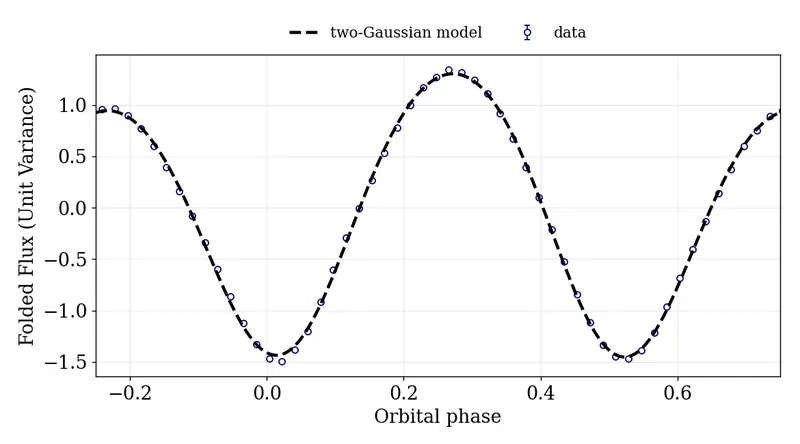 two-Gaussian model
data
Folded Flux (Unit Variance)
1.0
0.5
0.0
−0.5
−1.0
−1.5
−0.2
0.0
0.2
0.4
0.6
Orbital phase